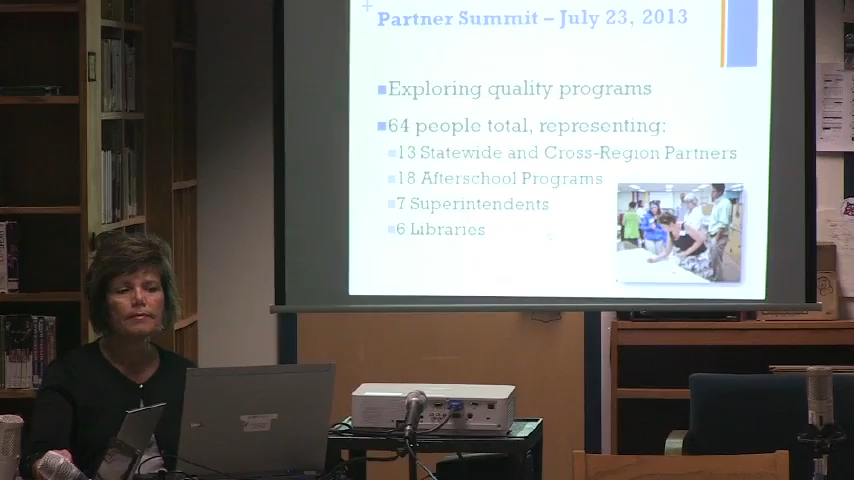 Partner Summit – July 23, 2013
Exploring quality programs
64 people total, representing:
13 Statewide and Cross-Region Partners
18 Afterschool Programs
7 Superintendents
6 Libraries